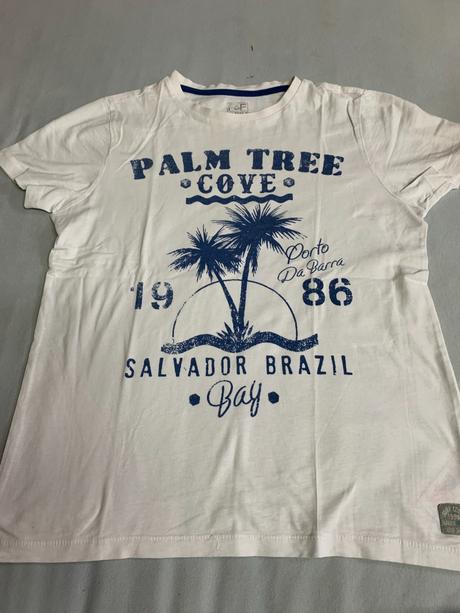 PALM TREE
COVE
Porto
Da Barra
19 86
SALVADOR BRAZIL
Bay